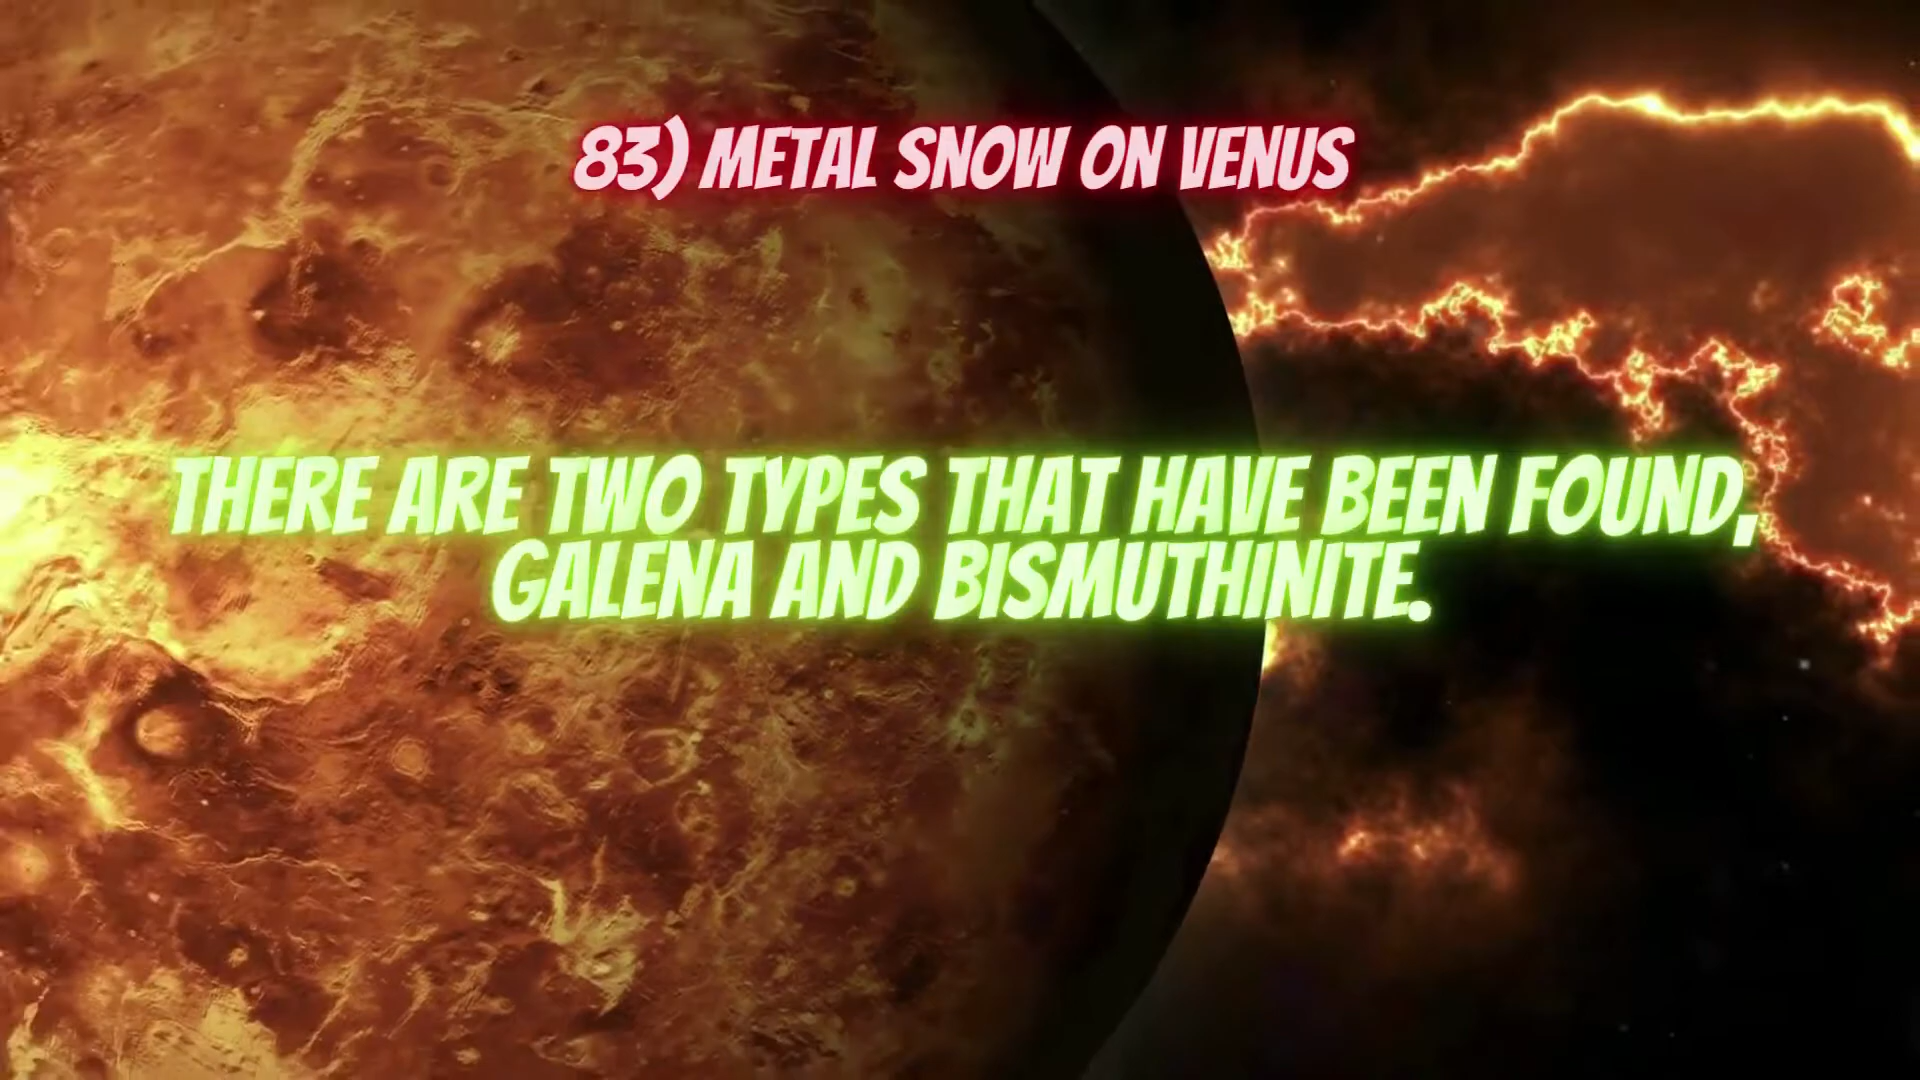 83) METAL SNOW ON VENUS
THERE ARE TWO TYPES THAT HAVE BEEN FOUND,
GALENA AND BISMUTHINITE.